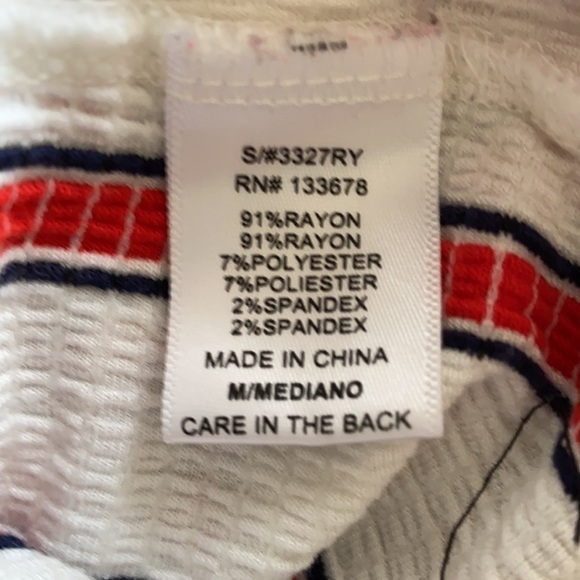 S/#3327RY
RN# 133678
91%RAYON
91%RAYON
7%POLYESTER
7%POLIESTER
2%SPANDEX
2%SPANDEX
MADE IN CHINA
M/MEDIANO
CARE IN THE BACK